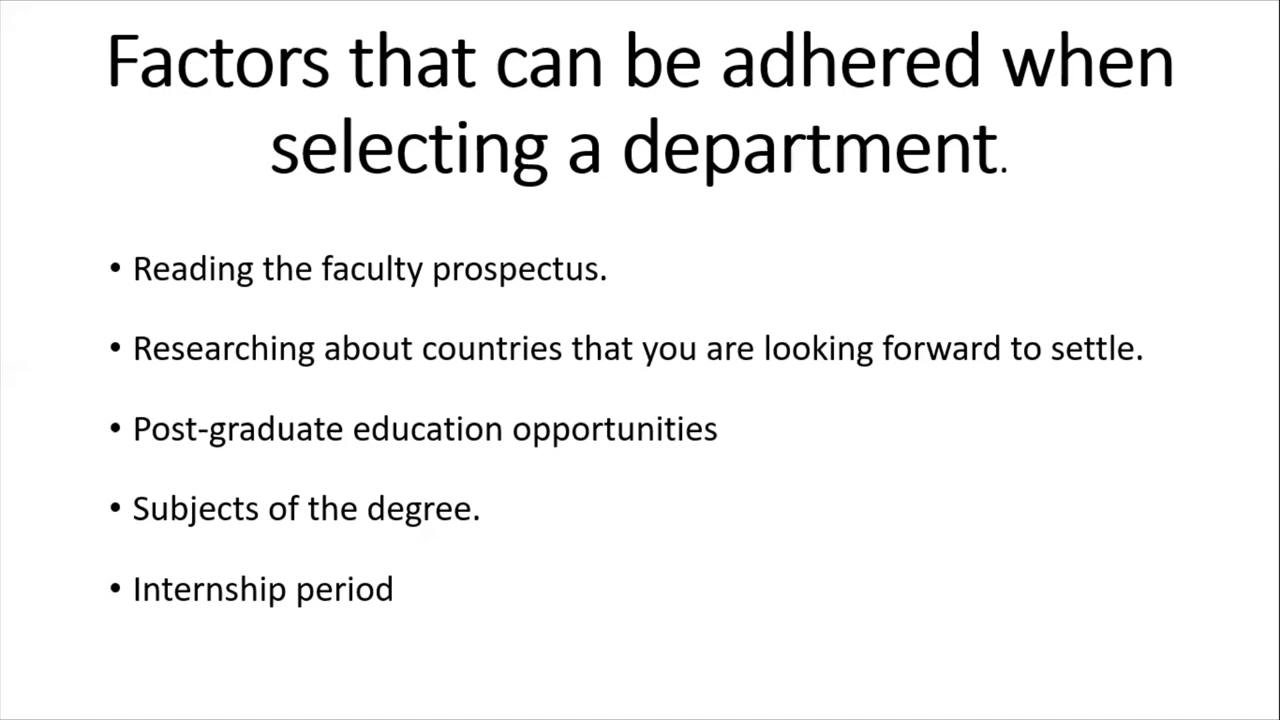 Factors that can be adhered when
selecting a department.
• Reading the faculty prospectus.
• Researching about countries that you are looking forward to settle.
• Post-graduate education opportunities
• Subjects of the degree.
• Internship period